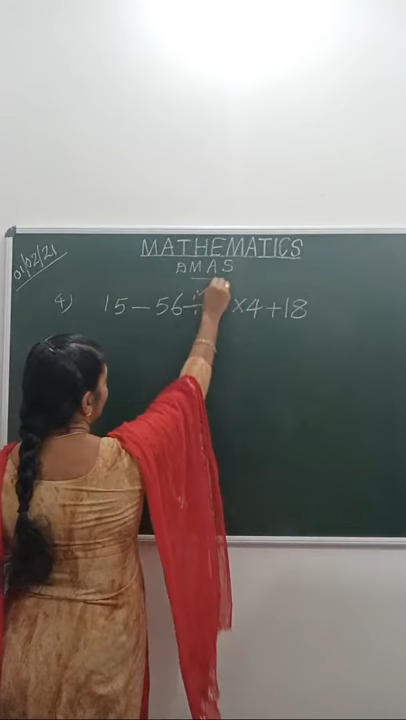 01/02/21
MATHEMATICS
DMAS
4) 15 - 56 ÷ × 4 + 18